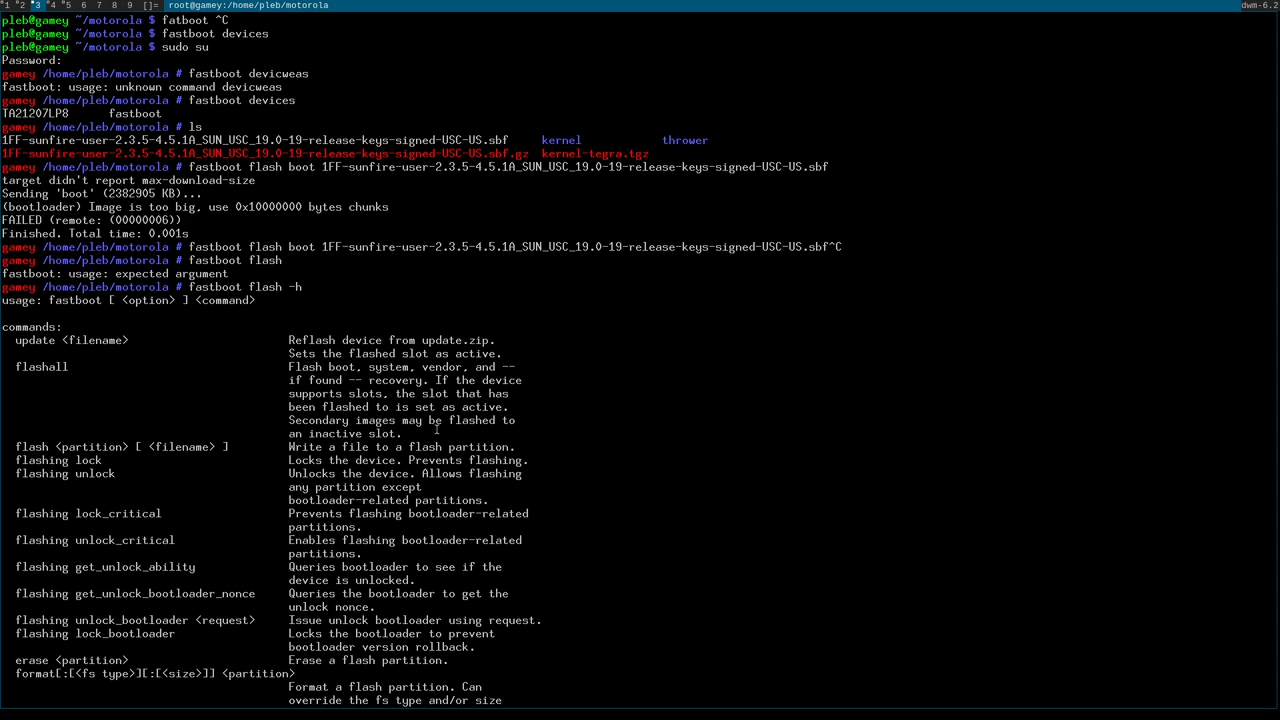 1 2 3 4 5 6 7 8 9 []= root@gamey:/home/pleb/motorola dwm-6.2
pleb@gamey ~/motorola $ fatboot ^C
pleb@gamey ~/motorola $ fastboot devices
pleb@gamey ~/motorola $ sudo su
Password:
gamey /home/pleb/motorola # fastboot devicweas
fastboot: usage: unknown command devicweas
gamey /home/pleb/motorola # fastboot devices
TA21207LP8 fastboot
gamey /home/pleb/motorola # ls
1FF-sunfire-user-2.3.5-4.5.1A_SUN_USC_19.0-19-release-keys-signed-USC-US.sbf kernel thrower
1FF-sunfire-user-2.3.5-4.5.1A_SUN_USC_19.0-19-release-keys-signed-USC-US.sbf.gz kernel-tegra.tgz
gamey /home/pleb/motorola # fastboot flash boot 1FF-sunfire-user-2.3.5-4.5.1A_SUN_USC_19.0-19-release-keys-signed-USC-US.sbf
target didn't report max-download-size
Sending 'boot' (2382905 KB)...
(bootloader) Image is too big, use 0x10000000 bytes chunks
FAILED (remote: (00000006))
Finished. Total time: 0.001s
gamey /home/pleb/motorola # fastboot flash boot 1FF-sunfire-user-2.3.5-4.5.1A_SUN_USC_19.0-19-release-keys-signed-USC-US.sbf^C
gamey /home/pleb/motorola # fastboot flash
fastboot: usage: expected argument
gamey /home/pleb/motorola # fastboot flash -h
usage: fastboot [ <option> ] <command>
commands:
update <filename> Reflash device from update.zip.
Sets the flashed slot as active.
flashall Flash boot, system, vendor, and --
if found -- recovery. If the device
supports slots, the slot that has
been flashed to is set as active.
Secondary images may be flashed to
an inactive slot.
flash <partition> [ <filename> ] Write a file to a flash partition.
flashing lock Locks the device. Prevents flashing.
flashing unlock Unlocks the device. Allows flashing
any partition except
bootloader-related partitions.
flashing lock_critical Prevents flashing bootloader-related
partitions.
flashing unlock_critical Enables flashing bootloader-related
partitions.
flashing get_unlock_ability Queries bootloader to see if the
device is unlocked.
flashing get_unlock_bootloader_nonce Queries the bootloader to get the
unlock nonce.
flashing unlock_bootloader <request> Issue unlock bootloader using request.
flashing lock_bootloader Locks the bootloader to prevent
bootloader version rollback.
erase <partition> Erase a flash partition.
format[:[<fs type>][:[<size>]] <partition>
Format a flash partition. Can
override the fs type and/or size